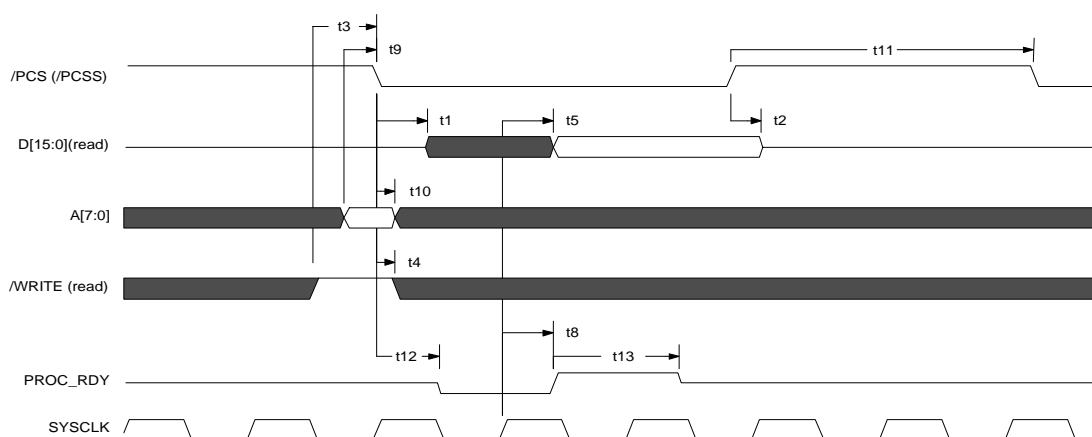 t3
t9
/PCS (/PCSS)
t11
t1
t5
t2
D[15:0](read)
t10
A[7:0]
t4
/WRITE (read)
t8
t12
t13
PROC_RDY
SYSCLK